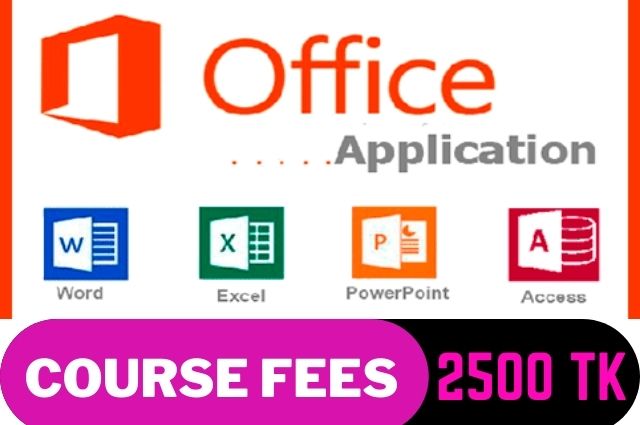 Office
.....Application
W
X
P
A
Word
Excel
PowerPoint
Access
COURSE FEES
2500 TK